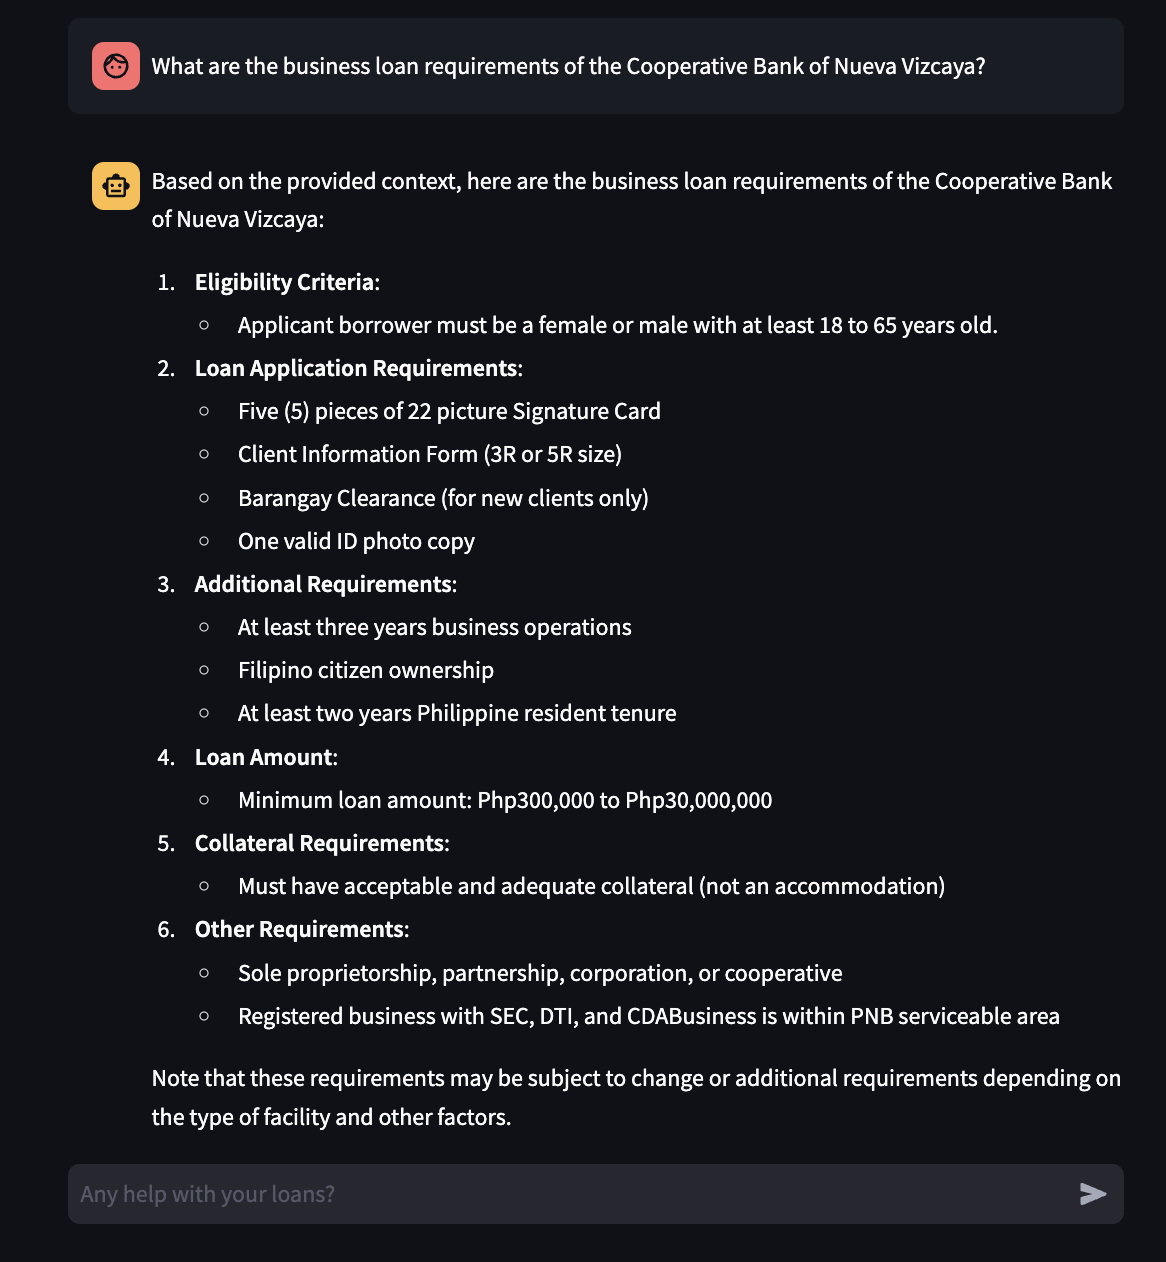 What are the business loan requirements of the Cooperative Bank of Nueva Vizcaya?
Based on the provided context, here are the business loan requirements of the Cooperative Bank
of Nueva Vizcaya:
1. Eligibility Criteria:
Applicant borrower must be a female or male with at least 18 to 65 years old.
2. Loan Application Requirements:
Five (5) pieces of 22 picture Signature Card
Client Information Form (3R or 5R size)
Barangay Clearance (for new clients only)
One valid ID photo copy
3. Additional Requirements:
At least three years business operations
Filipino citizen ownership
At least two years Philippine resident tenure
4. Loan Amount:
Minimum loan amount: Php300,000 to Php30,000,000
5. Collateral Requirements:
Must have acceptable and adequate collateral (not an accommodation)
6. Other Requirements:
Sole proprietorship, partnership, corporation, or cooperative
Registered business with SEC, DTI, and CDABusiness is within PNB serviceable area
Note that these requirements may be subject to change or additional requirements depending on
the type of facility and other factors.
Any help with your loans?